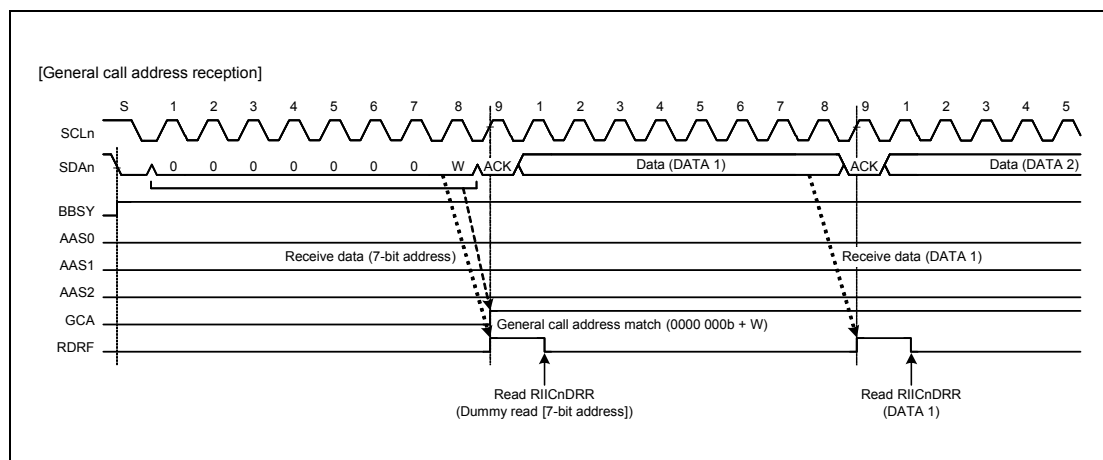 [General call address reception]
S 1 2 3 4 5 6 7 8 9 1 2 3 4 5 6 7 8 9 1 2 3 4 5
SCLn
SDAn 0 0 0 0 0 0 0 W ACK Data (DATA 1) ACK Data (DATA 2)
BBSY
AAS0
Receive data (7-bit address) Receive data (DATA 1)
AAS1
AAS2
GCA
General call address match (0000 000b + W)
RDRF
Read RIICnDRR
(Dummy read [7-bit address])
Read RIICnDRR
(DATA 1)